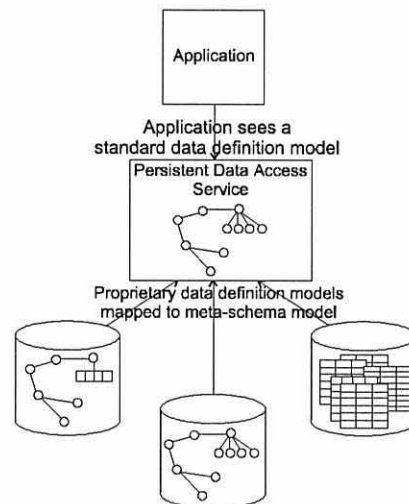 Application
Application sees a
standard data definition model
Persistent Data Access
Service
Proprietary data definition models
mapped to meta-schema model